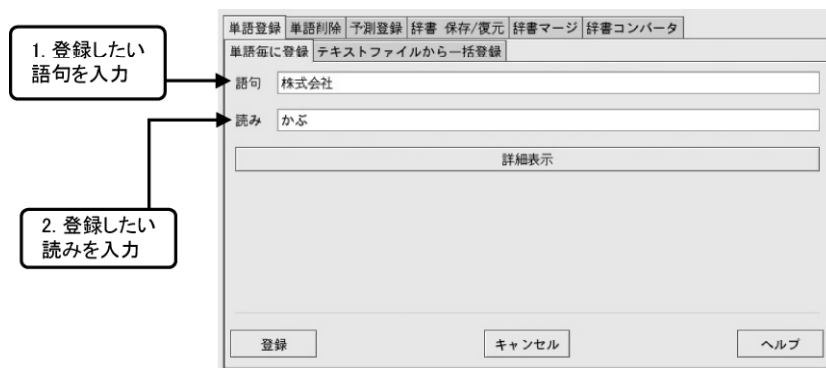 1. 登録したい
語句を入力
2. 登録したい
読みを入力
単語登録 単語削除 予測登録 辞書 保存/復元 辞書マージ 辞書コンバータ
単語毎に登録 テキストファイルから一括登録
語句 株式会社
読み かぶ
詳細表示
登録 キャンセル ヘルプ